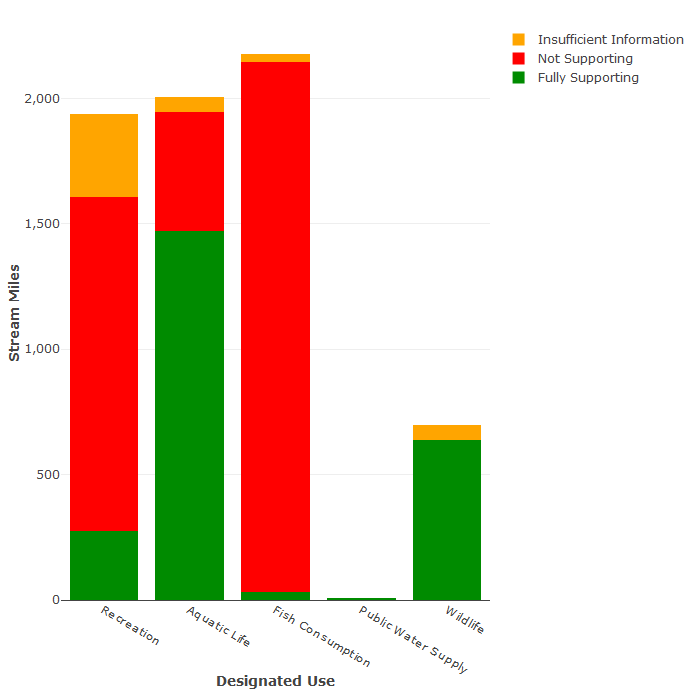 Insufficient Information
Not Supporting
Fully Supporting
2,000
1,500
1,000
500
0
Stream Miles
Recreation
Aquatic Life
Fish Consumption
Public Water Supply
Wildlife
Designated Use